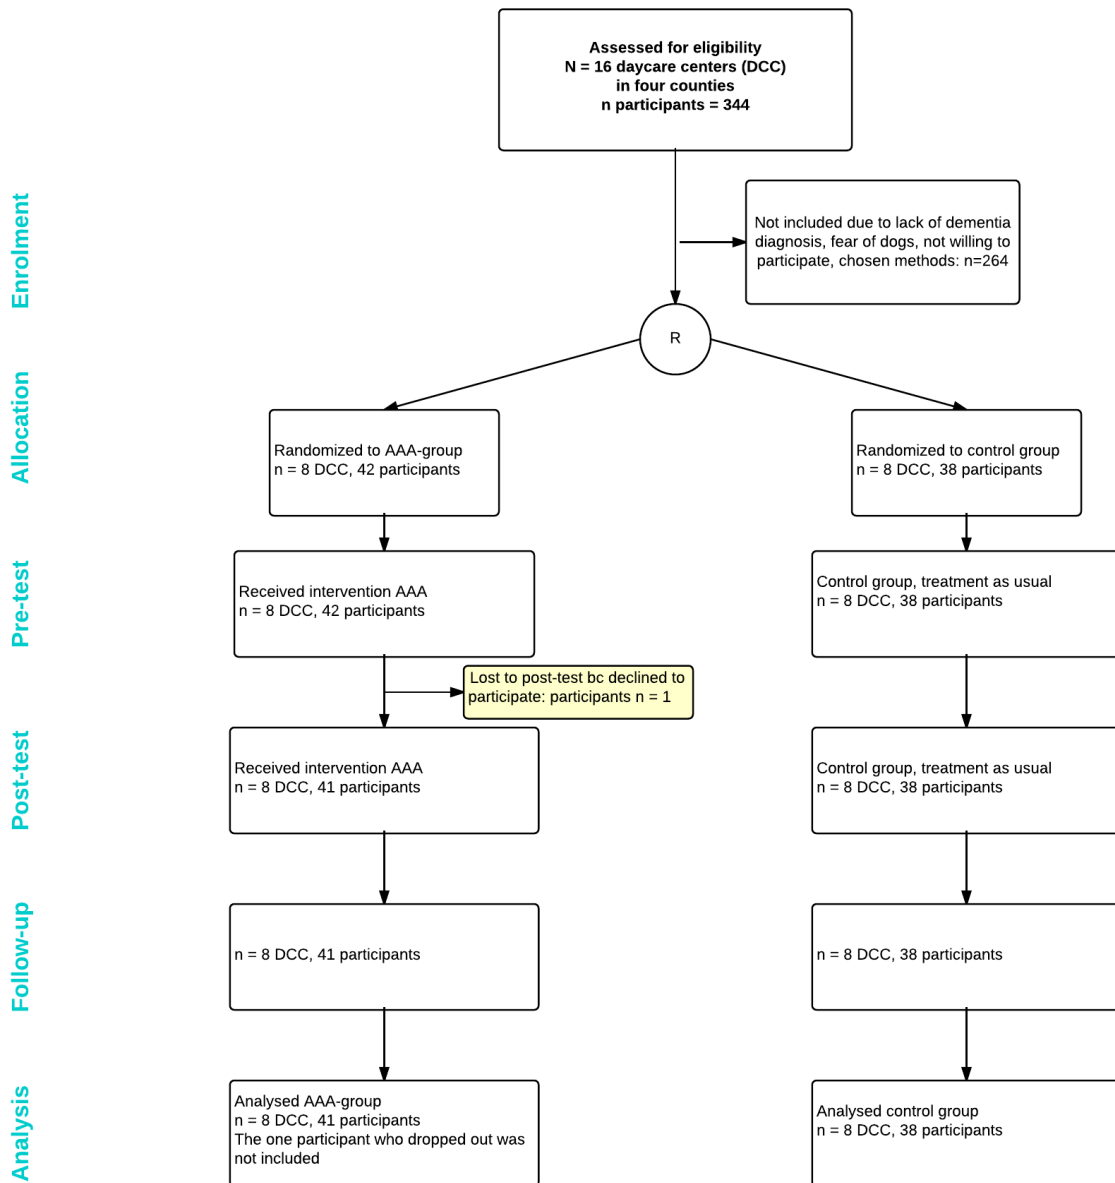 Assessed for eligibility
N = 16 daycare centers (DCC)
in four counties
n participants = 344
Enrolment
Not included due to lack of dementia
diagnosis, fear of dogs, not willing to
participate, chosen methods: n=264
R
Allocation
Randomized to AAA-group
n = 8 DCC, 42 participants
Randomized to control group
n = 8 DCC, 38 participants
Pre-test
Received intervention AAA
n = 8 DCC, 42 participants
Control group, treatment as usual
n = 8 DCC, 38 participants
Lost to post-test bc declined to
participate: participants n = 1
Post-test
Received intervention AAA
n = 8 DCC, 41 participants
Control group, treatment as usual
n = 8 DCC, 38 participants
Follow-up
n = 8 DCC, 41 participants
n = 8 DCC, 38 participants
Analysis
Analysed AAA-group
n = 8 DCC, 41 participants
The one participant who dropped out was
not included
Analysed control group
n = 8 DCC, 38 participants